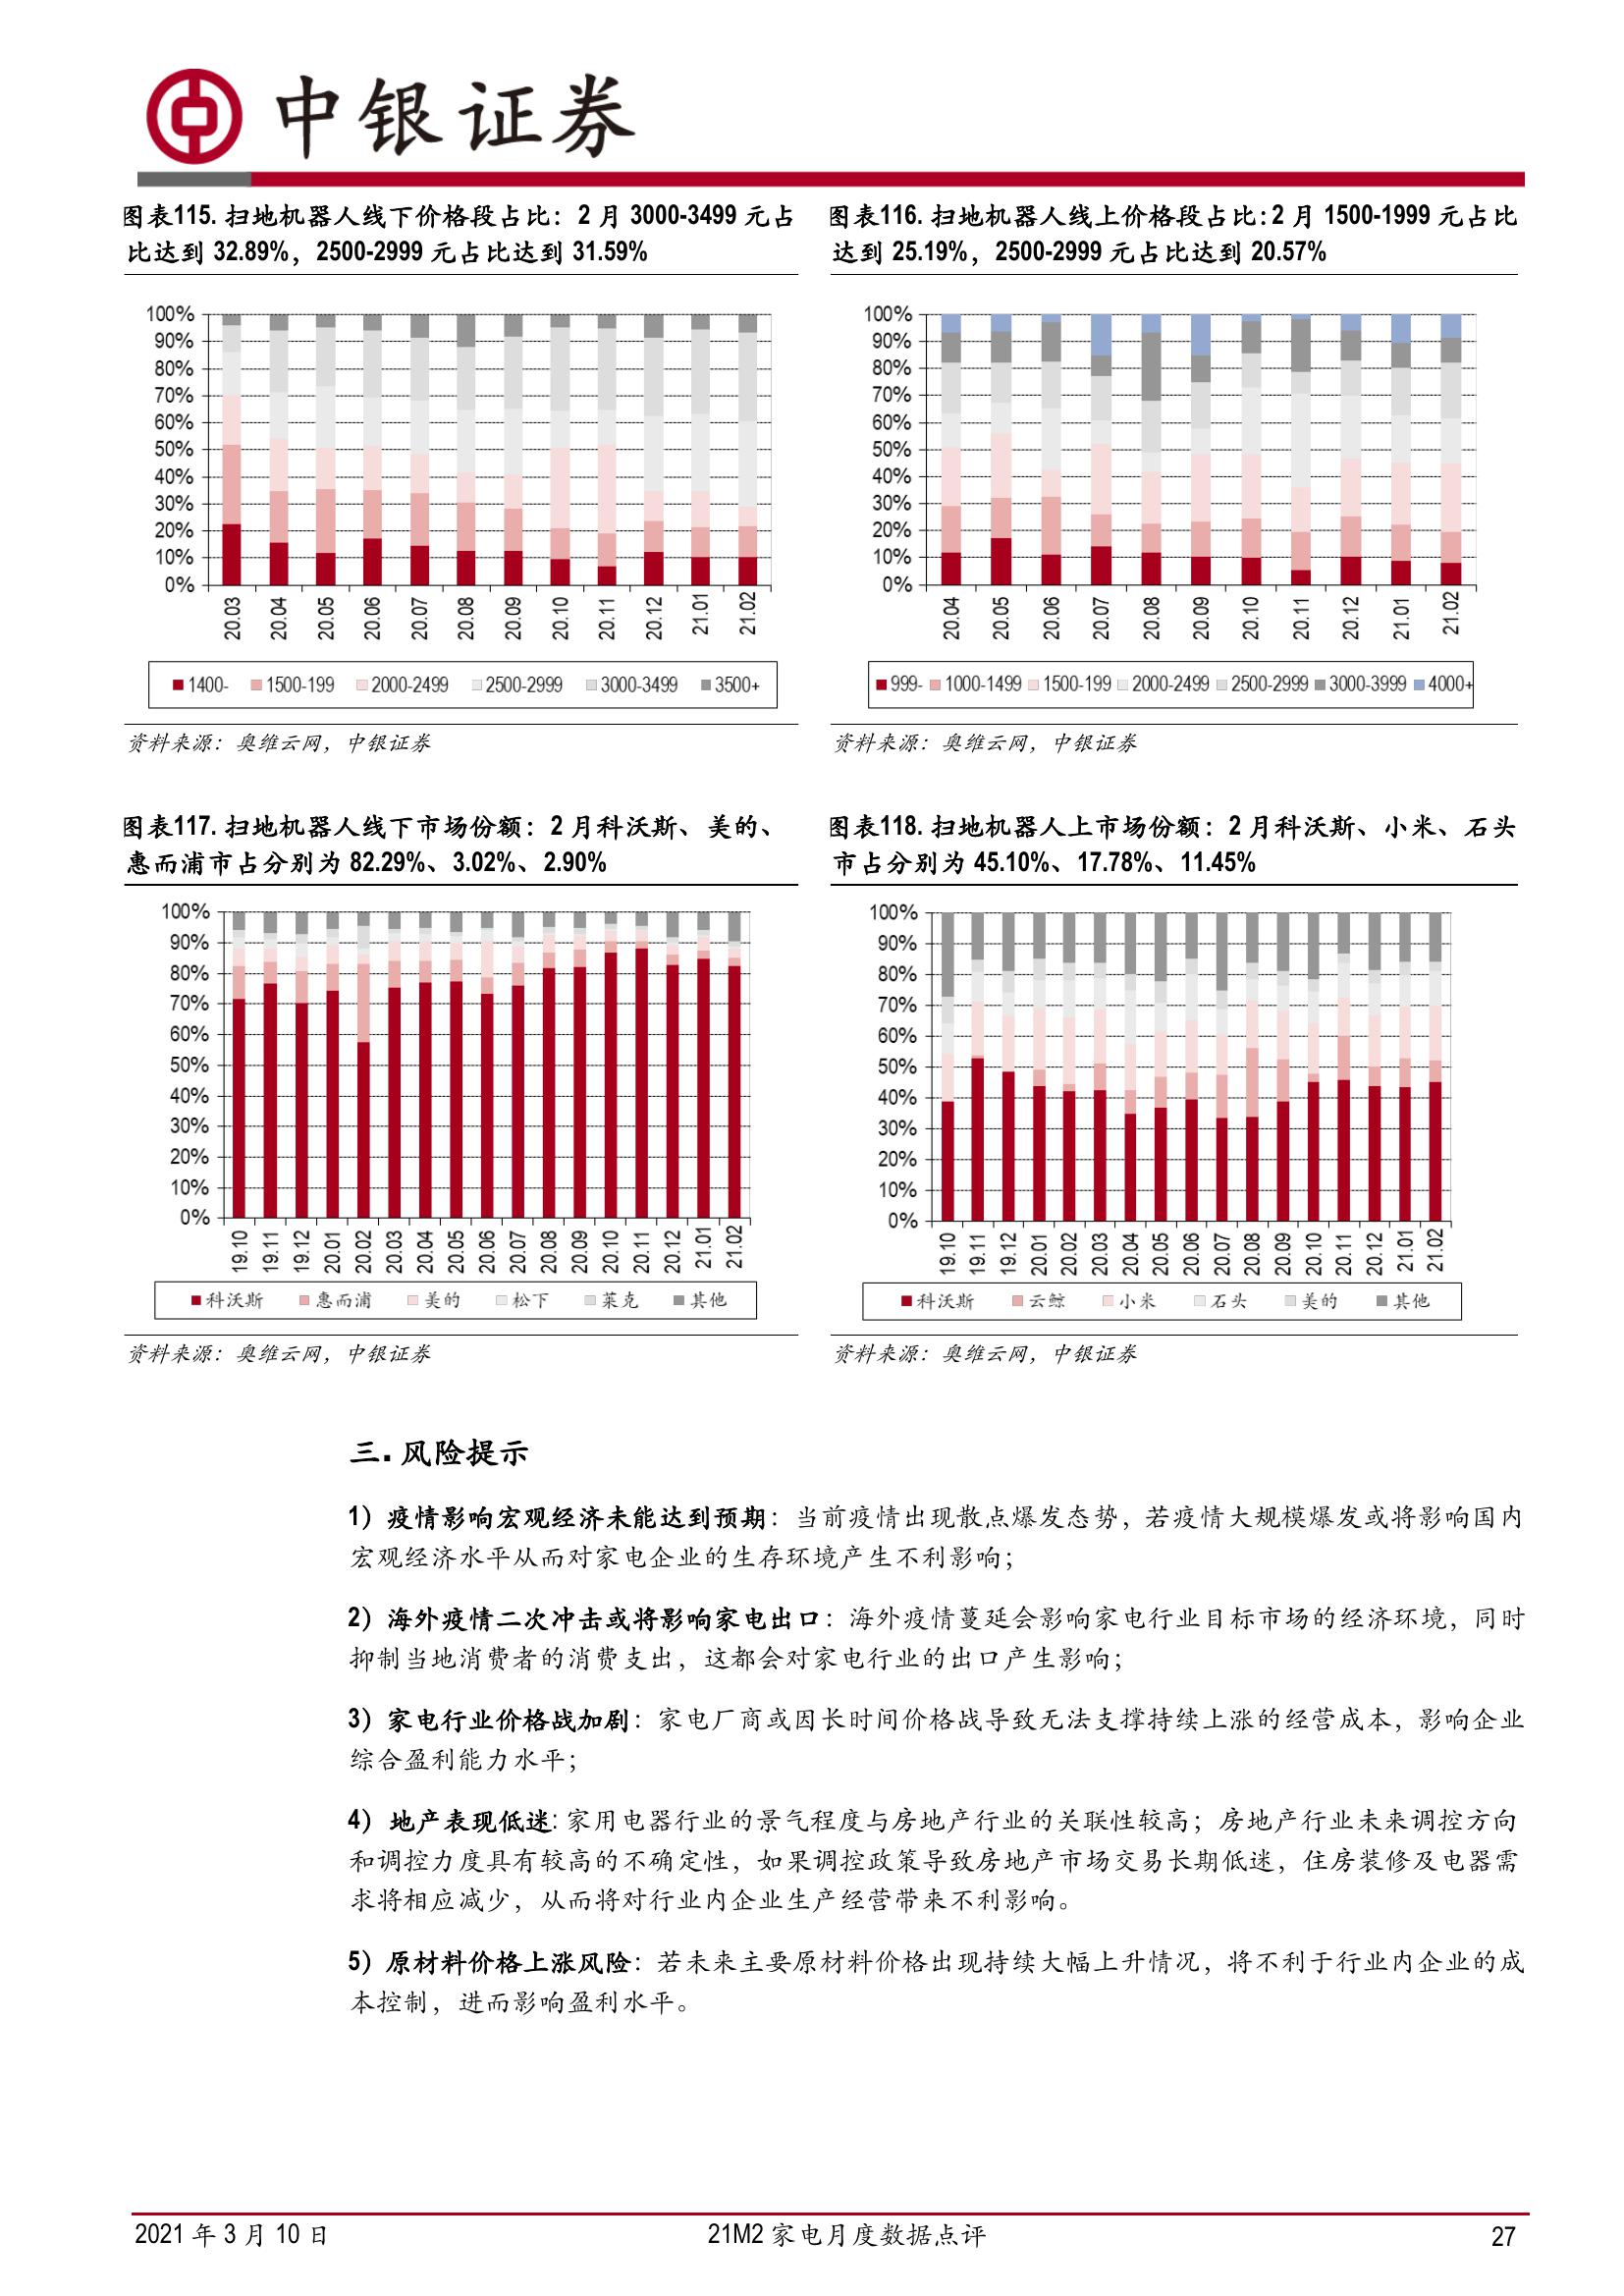 中银证券
图表115. 扫地机器人线下价格段占比：2 月 3000-3499 元占
比达到 32.89%，2500-2999 元占比达到 31.59%
100%
90%
80%
70%
60%
50%
40%
30%
20%
10%
0%
20.03 20.04 20.05 20.06 20.07 20.08 20.09 20.10 20.11 20.12 21.01 21.02
1400- 1500-199 2000-2499 2500-2999 3000-3499 3500+
资料来源：奥维云网，中银证券
图表116. 扫地机器人线上价格段占比：2 月 1500-1999 元占比
达到 25.19%，2500-2999 元占比达到 20.57%
100%
90%
80%
70%
60%
50%
40%
30%
20%
10%
0%
20.04 20.05 20.06 20.07 20.08 20.09 20.10 20.11 20.12 21.01 21.02
999- 1000-1499 1500-199 2000-2499 2500-2999 3000-3999 4000+
资料来源：奥维云网，中银证券
图表117. 扫地机器人线下市场份额：2 月科沃斯、美的、
惠而浦市占分别为 82.29%、3.02%、2.90%
100%
90%
80%
70%
60%
50%
40%
30%
20%
10%
0%
19.10 19.11 19.12 20.01 20.02 20.03 20.04 20.05 20.06 20.07 20.08 20.09 20.10 20.11 20.12 21.01 21.02
科沃斯 惠而浦 美的 松下 莱克 其他
资料来源：奥维云网，中银证券
图表118. 扫地机器人上市场份额：2 月科沃斯、小米、石头
市占分别为 45.10%、17.78%、11.45%
100%
90%
80%
70%
60%
50%
40%
30%
20%
10%
0%
19.10 19.11 19.12 20.01 20.02 20.03 20.04 20.05 20.06 20.07 20.08 20.09 20.10 20.11 20.12 21.01 21.02
科沃斯 云鲸 小米 石头 美的 其他
资料来源：奥维云网，中银证券
三. 风险提示
1）疫情影响宏观经济未能达到预期：当前疫情出现散点爆发态势，若疫情大规模爆发或将影响国内
宏观经济水平从而对家电企业的生存环境产生不利影响；
2）海外疫情二次冲击或将影响家电出口：海外疫情蔓延会影响家电行业目标市场的经济环境，同时
抑制当地消费者的消费支出，这都会对家电行业的出口产生影响；
3）家电行业价格战加剧：家电厂商或因长时间价格战导致无法支撑持续上涨的经营成本，影响企业
综合盈利能力水平；
4）地产表现低迷：家用电器行业的景气程度与房地产行业的关联性较高；房地产行业未来调控方向
和调控力度具有较高的不确定性，如果调控政策导致房地产市场交易长期低迷，住房装修及电器需
求将相应减少，从而将对行业内企业生产经营带来不利影响。
5）原材料价格上涨风险：若未来主要原材料价格出现持续大幅上升情况，将不利于行业内企业的成
本控制，进而影响盈利水平。
2021 年 3 月 10 日
21M2 家电月度数据点评
27